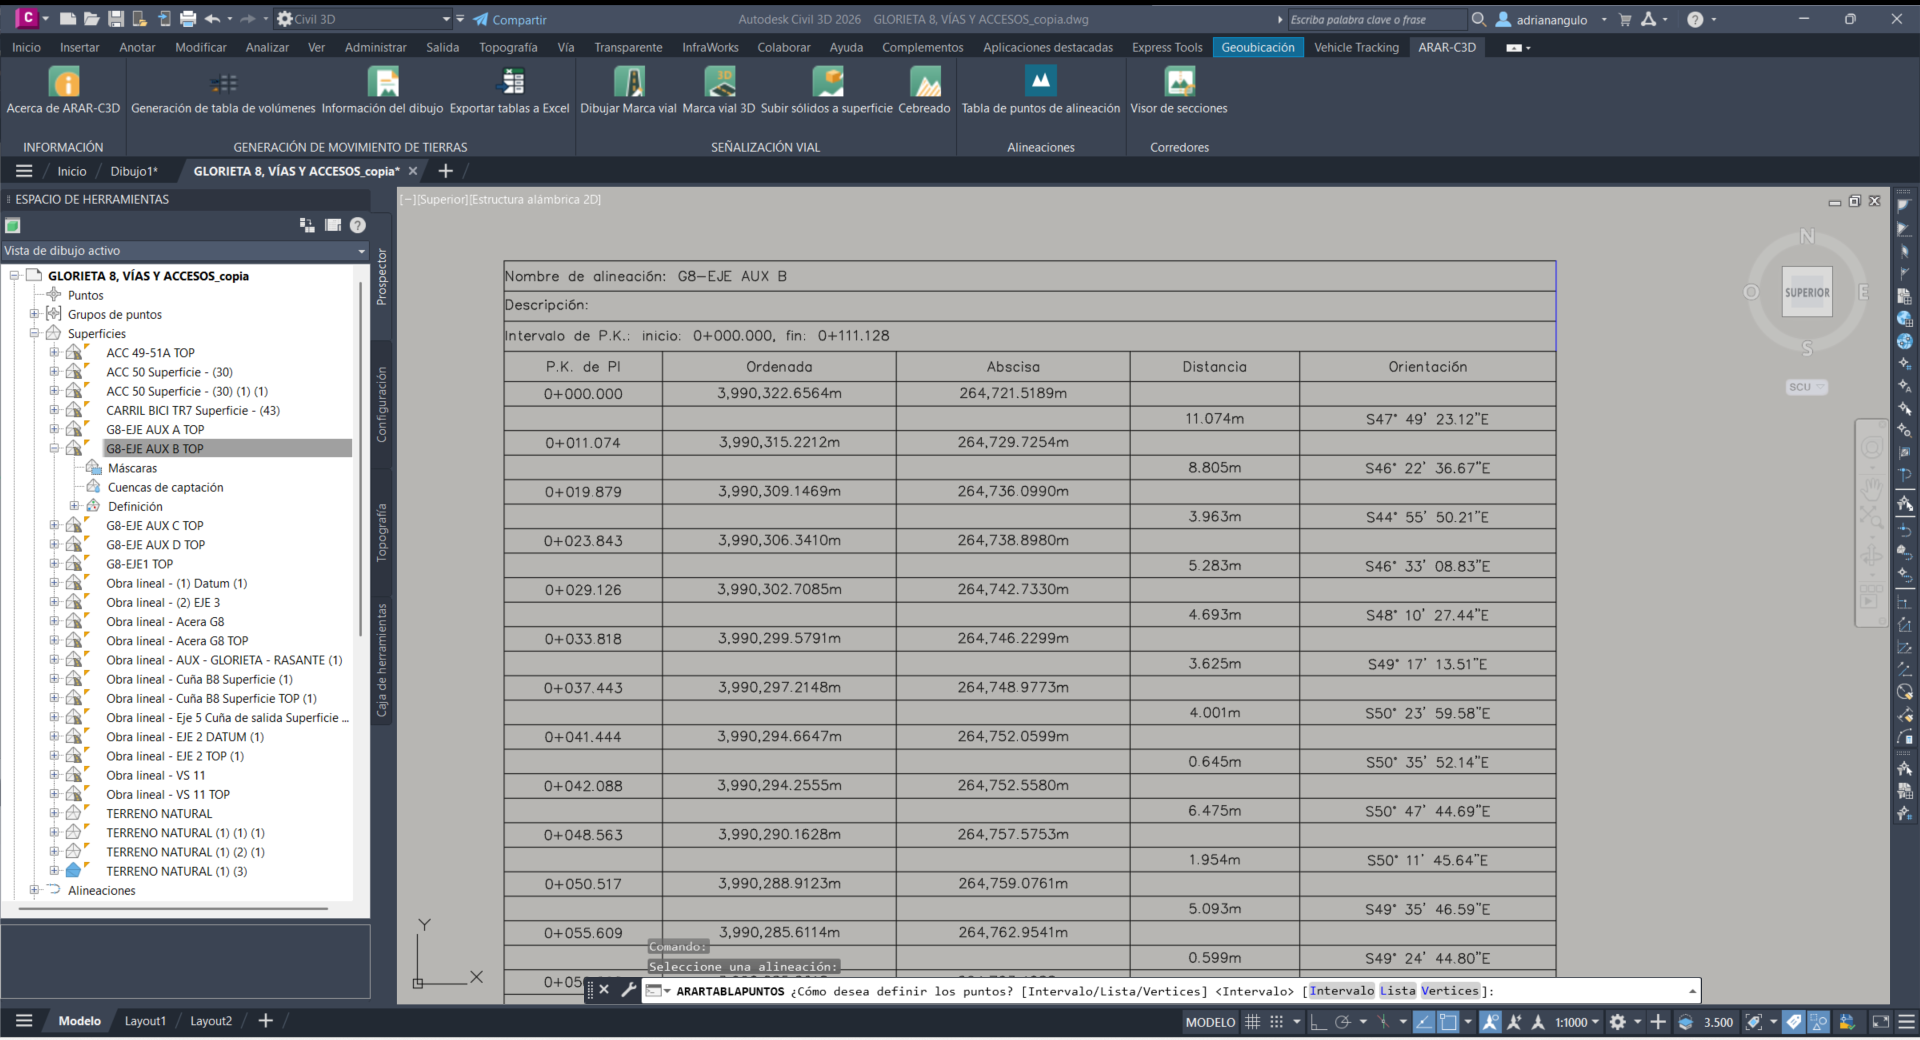 C
Civil 3D
Compartir
Autodesk Civil 3D 2026 GLORIETA 8, VÍAS Y ACCESOS_copia.dwg
Escriba palabra clave o frase
adrianangulo
Inicio Insertar Anotar Modificar Analizar Ver Administrar Salida Topografía Vía Transparente InfraWorks Colaborar Ayuda Complementos Aplicaciones destacadas Express Tools Geoubicación Vehicle Tracking ARAR-C3D
Acerca de ARAR-C3D Generación de tabla de volúmenes Información del dibujo Exportar tablas a Excel Dibujar Marca vial Marca vial 3D Subir sólidos a superficie Cebreado Tabla de puntos de alineación Visor de secciones
INFORMACIÓN GENERACIÓN DE MOVIMIENTO DE TIERRAS SEÑALIZACIÓN VIAL Alineaciones Corredores
Inicio Dibujo1* GLORIETA 8, VÍAS Y ACCESOS_copia*
ESPACIO DE HERRAMIENTAS
Vista de dibujo activo
GLORIETA 8, VÍAS Y ACCESOS_copia
Puntos
Grupos de puntos
Superficies
ACC 49-51A TOP
ACC 50 Superficie - (30)
ACC 50 Superficie - (30) (1) (1)
CARRIL BICI TR7 Superficie - (43)
G8-EJE AUX A TOP
G8-EJE AUX B TOP
Máscaras
Cuencas de captación
Definición
G8-EJE AUX C TOP
G8-EJE AUX D TOP
G8-EJE1 TOP
Obra lineal - (1) Datum (1)
Obra lineal - (2) EJE 3
Obra lineal - Acera G8
Obra lineal - Acera G8 TOP
Obra lineal - AUX - GLORIETA - RASANTE (1)
Obra lineal - Cuña B8 Superficie (1)
Obra lineal - Cuña B8 Superficie TOP (1)
Obra lineal - Eje 5 Cuña de salida Superficie ...
Obra lineal - EJE 2 DATUM (1)
Obra lineal - EJE 2 TOP (1)
Obra lineal - VS 11
Obra lineal - VS 11 TOP
TERRENO NATURAL
TERRENO NATURAL (1) (1) (1)
TERRENO NATURAL (1) (2) (1)
TERRENO NATURAL (1) (3)
Alineaciones
Prospector
Configuración
Topografía
Caja de herramientas
[−][Superior][Estructura alámbrica 2D]
N
O SUPERIOR E
S
SCU
Nombre de alineación: G8-EJE AUX B
Descripción:
Intervalo de P.K.: inicio: 0+000.000, fin: 0+111.128
P.K. de PI Ordenada Abscisa Distancia Orientación
0+000.000 3,990,322.6564m 264,721.5189m
11.074m S47° 49' 23.12"E
0+011.074 3,990,315.2212m 264,729.7254m
8.805m S46° 22' 36.67"E
0+019.879 3,990,309.1469m 264,736.0990m
3.963m S44° 55' 50.21"E
0+023.843 3,990,306.3410m 264,738.8980m
5.283m S46° 33' 08.83"E
0+029.126 3,990,302.7085m 264,742.7330m
4.693m S48° 10' 27.44"E
0+033.818 3,990,299.5791m 264,746.2299m
3.625m S49° 17' 13.51"E
0+037.443 3,990,297.2148m 264,748.9773m
4.001m S50° 23' 59.58"E
0+041.444 3,990,294.6647m 264,752.0599m
0.645m S50° 35' 52.14"E
0+042.088 3,990,294.2555m 264,752.5580m
6.475m S50° 47' 44.69"E
0+048.563 3,990,290.1628m 264,757.5753m
1.954m S50° 11' 45.64"E
0+050.517 3,990,288.9123m 264,759.0761m
5.093m S49° 35' 46.59"E
0+055.609 3,990,285.6114m 264,762.9541m
0.599m S49° 24' 44.80"E
Y
X
Comando:
Seleccione una alineación:
ARARTABLAPUNTOS ¿Cómo desea definir los puntos? [Intervalo/Lista/Vertices] <Intervalo> [Intervalo Lista Vertices]:
Modelo Layout1 Layout2
MODELO 1:1000 3.500